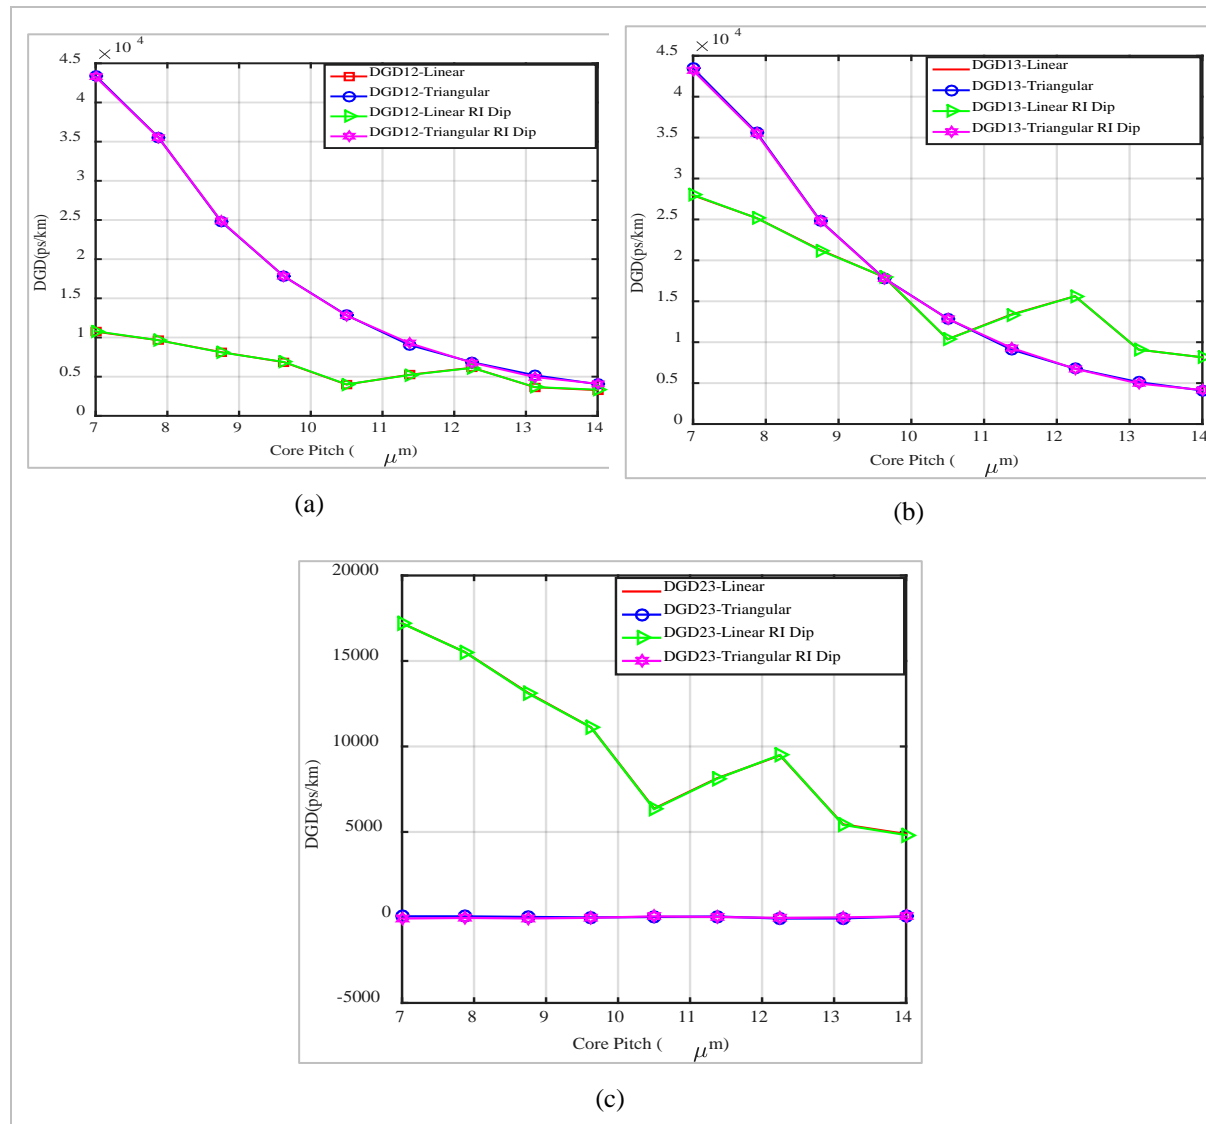 × 10⁴
4.5
4
3.5
3
2.5
2
1.5
1
0.5
0
DGD(ps/km)
7 8 9 10 11 12 13 14
Core Pitch ( μm)
DGD12-Linear
DGD12-Triangular
DGD12-Linear RI Dip
DGD12-Triangular RI Dip
(a)
× 10⁴
4.5
4
3.5
3
2.5
2
1.5
1
0.5
0
DGD(ps/km)
7 8 9 10 11 12 13 14
Core Pitch ( μm)
DGD13-Linear
DGD13-Triangular
DGD13-Linear RI Dip
DGD13-Triangular RI Dip
(b)
20000
15000
10000
5000
0
-5000
DGD(ps/km)
7 8 9 10 11 12 13 14
Core Pitch ( μm)
DGD23-Linear
DGD23-Triangular
DGD23-Linear RI Dip
DGD23-Triangular RI Dip
(c)